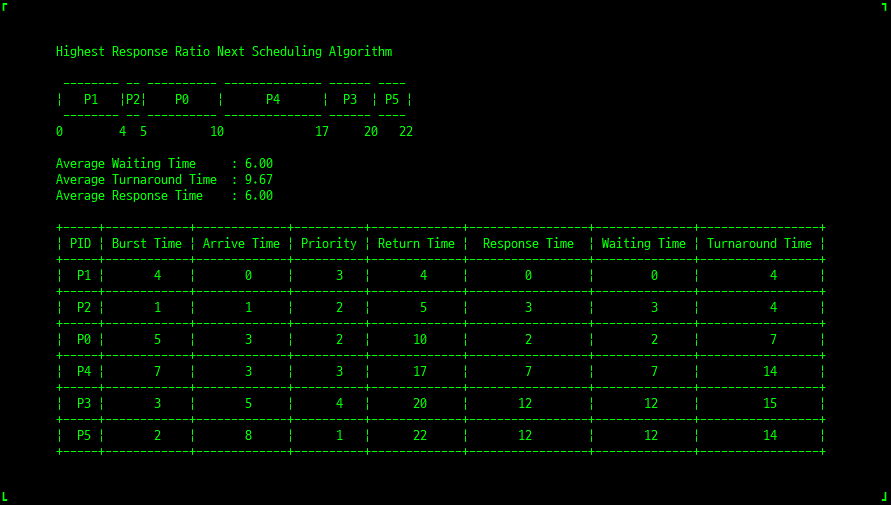 Highest Response Ratio Next Scheduling Algorithm
 -------- -- ---------- -------------- ------ ----
¦   P1   ¦P2¦    P0    ¦      P4      ¦  P3  ¦ P5 ¦
 -------- -- ---------- -------------- ------ ----
0        4  5         10             17     20   22
Average Waiting Time     : 6.00
Average Turnaround Time  : 9.67
Average Response Time    : 6.00
+-----+------------+-------------+----------+-------------+-----------------+--------------+-----------------+
¦ PID ¦ Burst Time ¦ Arrive Time ¦ Priority ¦ Return Time ¦  Response Time  ¦ Waiting Time ¦ Turnaround Time ¦
+-----+------------+-------------+----------+-------------+-----------------+--------------+-----------------+
¦  P1 ¦       4    ¦       0     ¦      3   ¦       4     ¦        0        ¦        0     ¦          4      ¦
+-----+------------+-------------+----------+-------------+-----------------+--------------+-----------------+
¦  P2 ¦       1    ¦       1     ¦      2   ¦       5     ¦        3        ¦        3     ¦          4      ¦
+-----+------------+-------------+----------+-------------+-----------------+--------------+-----------------+
¦  P0 ¦       5    ¦       3     ¦      2   ¦      10     ¦        2        ¦        2     ¦          7      ¦
+-----+------------+-------------+----------+-------------+-----------------+--------------+-----------------+
¦  P4 ¦       7    ¦       3     ¦      3   ¦      17     ¦        7        ¦        7     ¦         14      ¦
+-----+------------+-------------+----------+-------------+-----------------+--------------+-----------------+
¦  P3 ¦       3    ¦       5     ¦      4   ¦      20     ¦       12        ¦       12     ¦         15      ¦
+-----+------------+-------------+----------+-------------+-----------------+--------------+-----------------+
¦  P5 ¦       2    ¦       8     ¦      1   ¦      22     ¦       12        ¦       12     ¦         14      ¦
+-----+------------+-------------+----------+-------------+-----------------+--------------+-----------------+